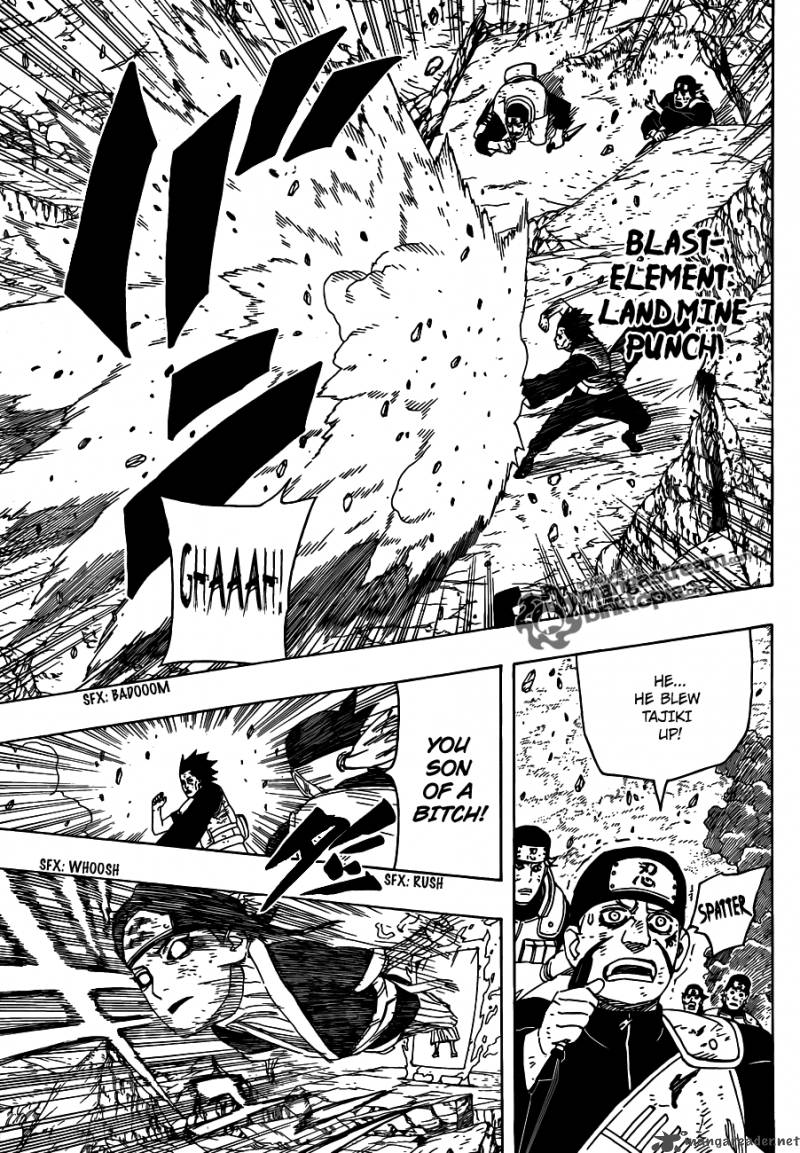 BLAST-
ELEMENT:
LAND MINE
PUNCH!
GHAAAH!
SFX: BADOOOM
HE...
HE BLEW
TAJIKI
UP!
忍
SPATTER
YOU
SON
OF A
BITCH!
SFX: RUSH
SFX: WHOOSH
mangareader.net